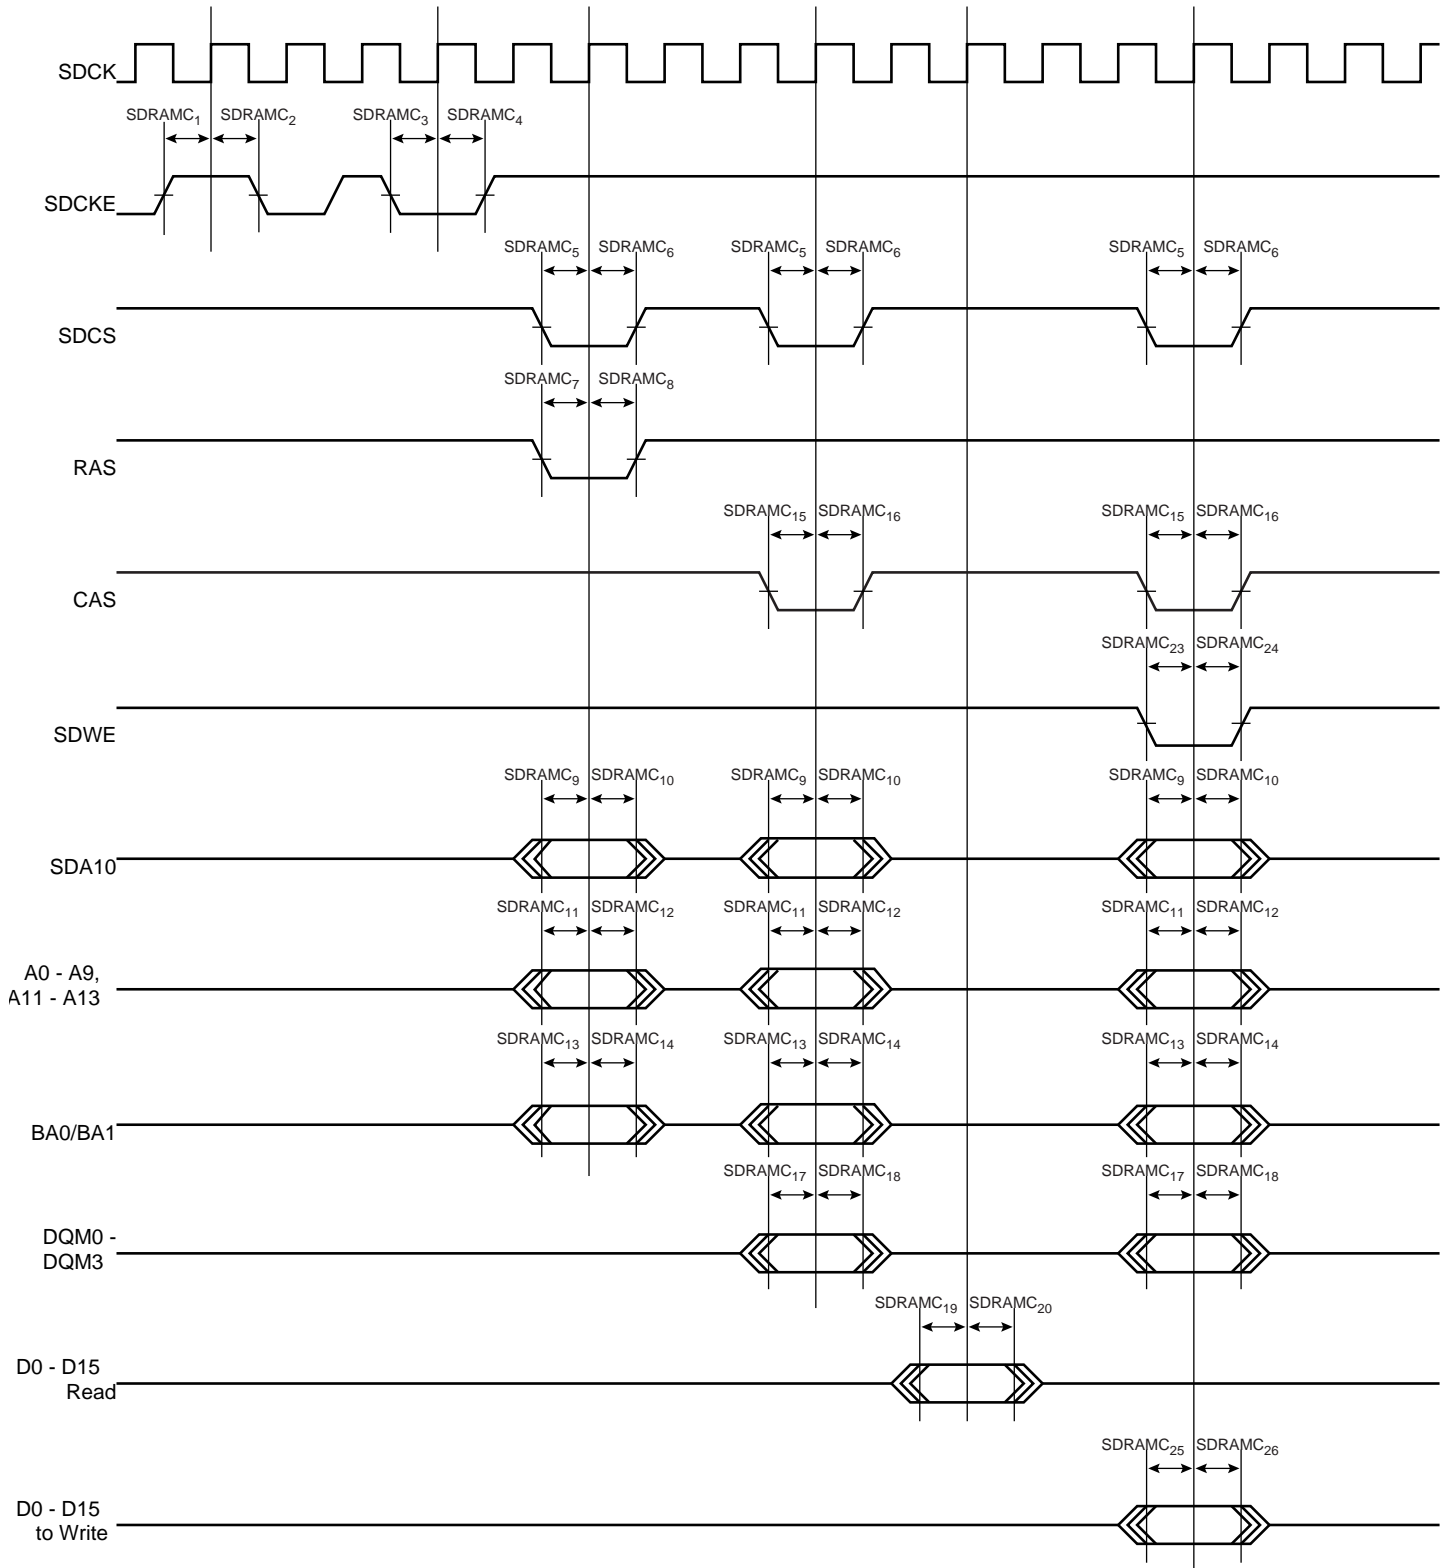 SDCK
SDRAMC1 SDRAMC2 SDRAMC3 SDRAMC4
SDCKE
SDRAMC5 SDRAMC6 SDRAMC5 SDRAMC6 SDRAMC5 SDRAMC6
SDCS
SDRAMC7 SDRAMC8
RAS
SDRAMC15 SDRAMC16 SDRAMC15 SDRAMC16
CAS
SDRAMC23 SDRAMC24
SDWE
SDRAMC9 SDRAMC10 SDRAMC9 SDRAMC10 SDRAMC9 SDRAMC10
SDA10
SDRAMC11 SDRAMC12 SDRAMC11 SDRAMC12 SDRAMC11 SDRAMC12
A0 - A9,
A11 - A13
SDRAMC13 SDRAMC14 SDRAMC13 SDRAMC14 SDRAMC13 SDRAMC14
BA0/BA1
SDRAMC17 SDRAMC18 SDRAMC17 SDRAMC18
DQM0 -
DQM3
SDRAMC19 SDRAMC20
D0 - D15
Read
SDRAMC25 SDRAMC26
D0 - D15
to Write